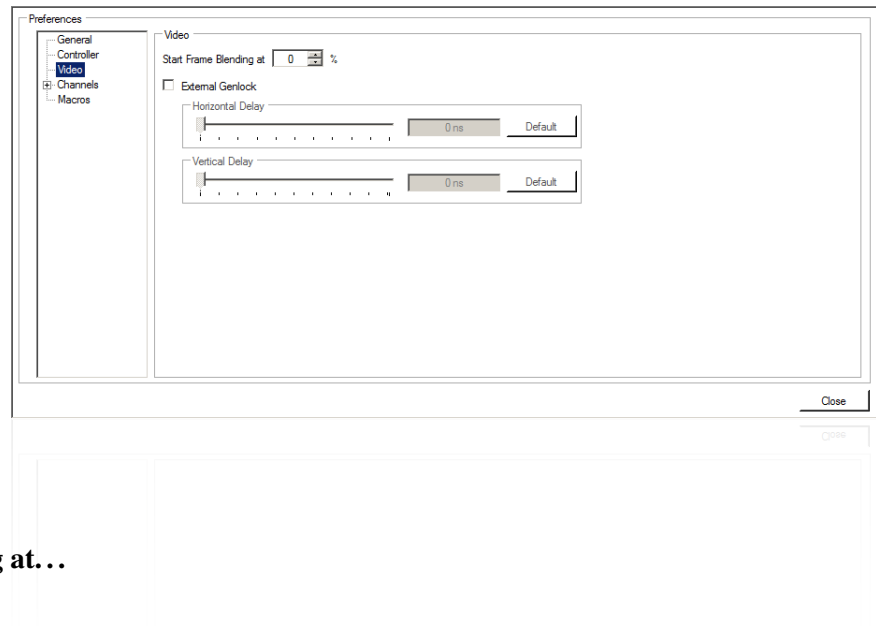 Preferences
General
Controller
Video
Channels
Macros
Video
Start Frame Blending at 0 %
External Genlock
Horizontal Delay
0 ns Default
Vertical Delay
0 ns Default
Close
Close
at…